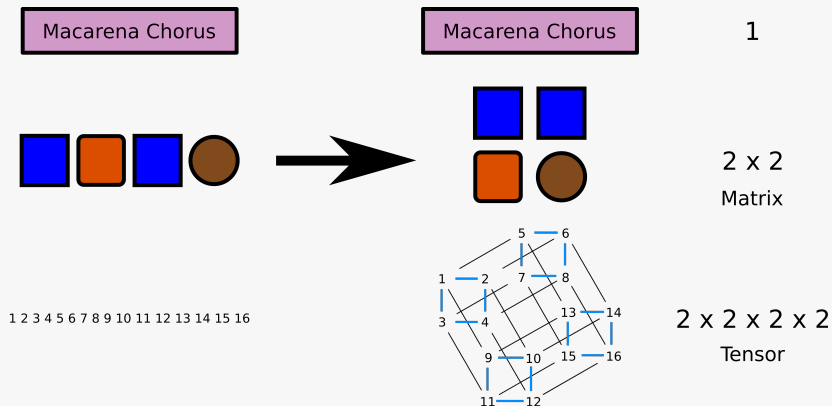 Macarena Chorus
Macarena Chorus
1
2 x 2
Matrix
5 6
1 2 7 8
1 2 3 4 5 6 7 8 9 10 11 12 13 14 15 16
3 4 13 14
2 x 2 x 2 x 2
Tensor
9 10 15 16
11 12